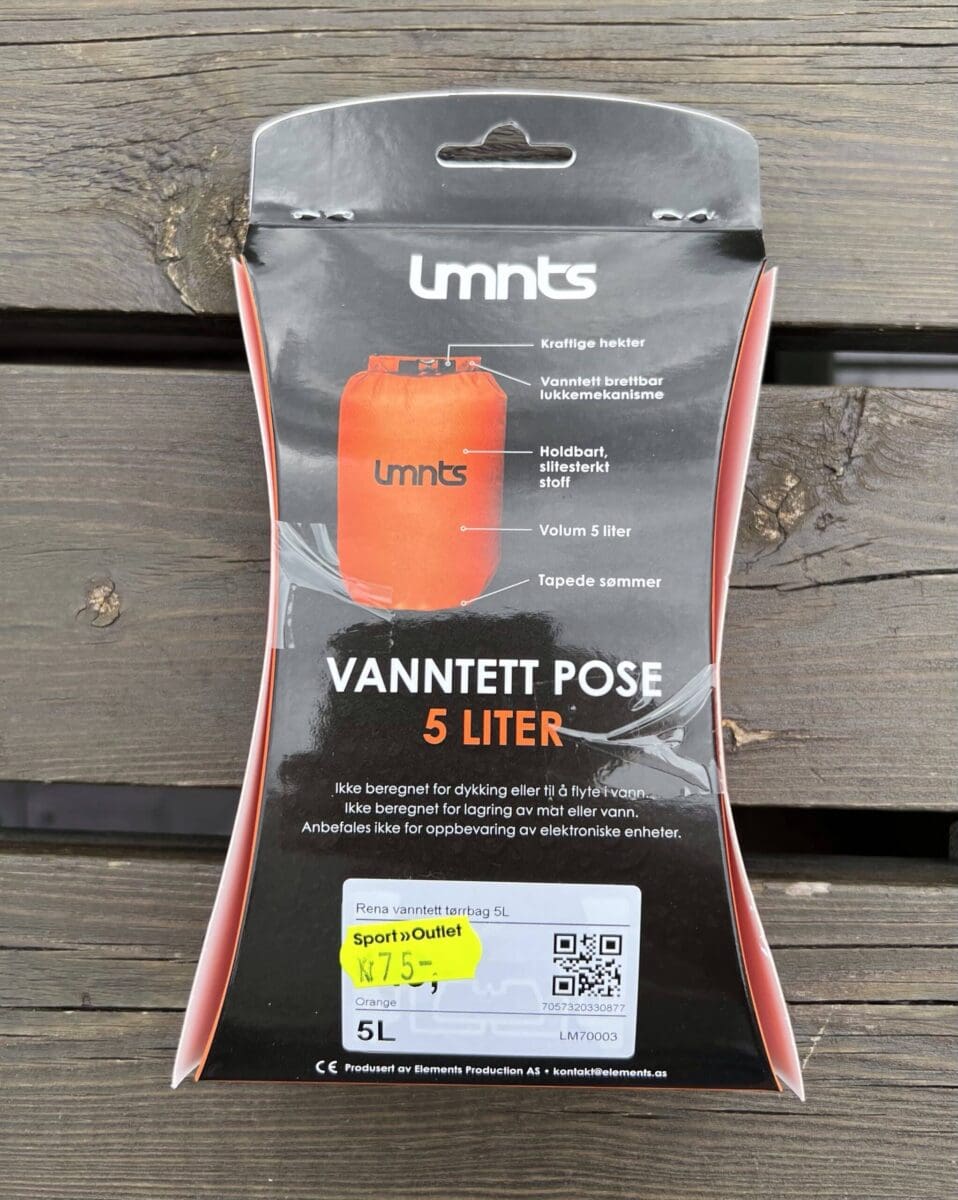 lmnts
Kraftige hekter
Vanntett brettbar
lukkemekanisme
Holdbart,
slitesterkt
stoff
lmnts
Volum 5 liter
Tapede sømmer
VANNTETT POSE
5 LITER
Ikke beregnet for dykking eller til å flyte i vann.
Ikke beregnet for lagring av mat eller vann.
Anbefales ikke for oppbevaring av elektroniske enheter.
Rena vanntett tørrbag 5L
Sport»Outlet
Kr 75-
Orange
7057320330877
5L
LM70003
CE Produsert av Elements Production AS • kontakt@elements.as